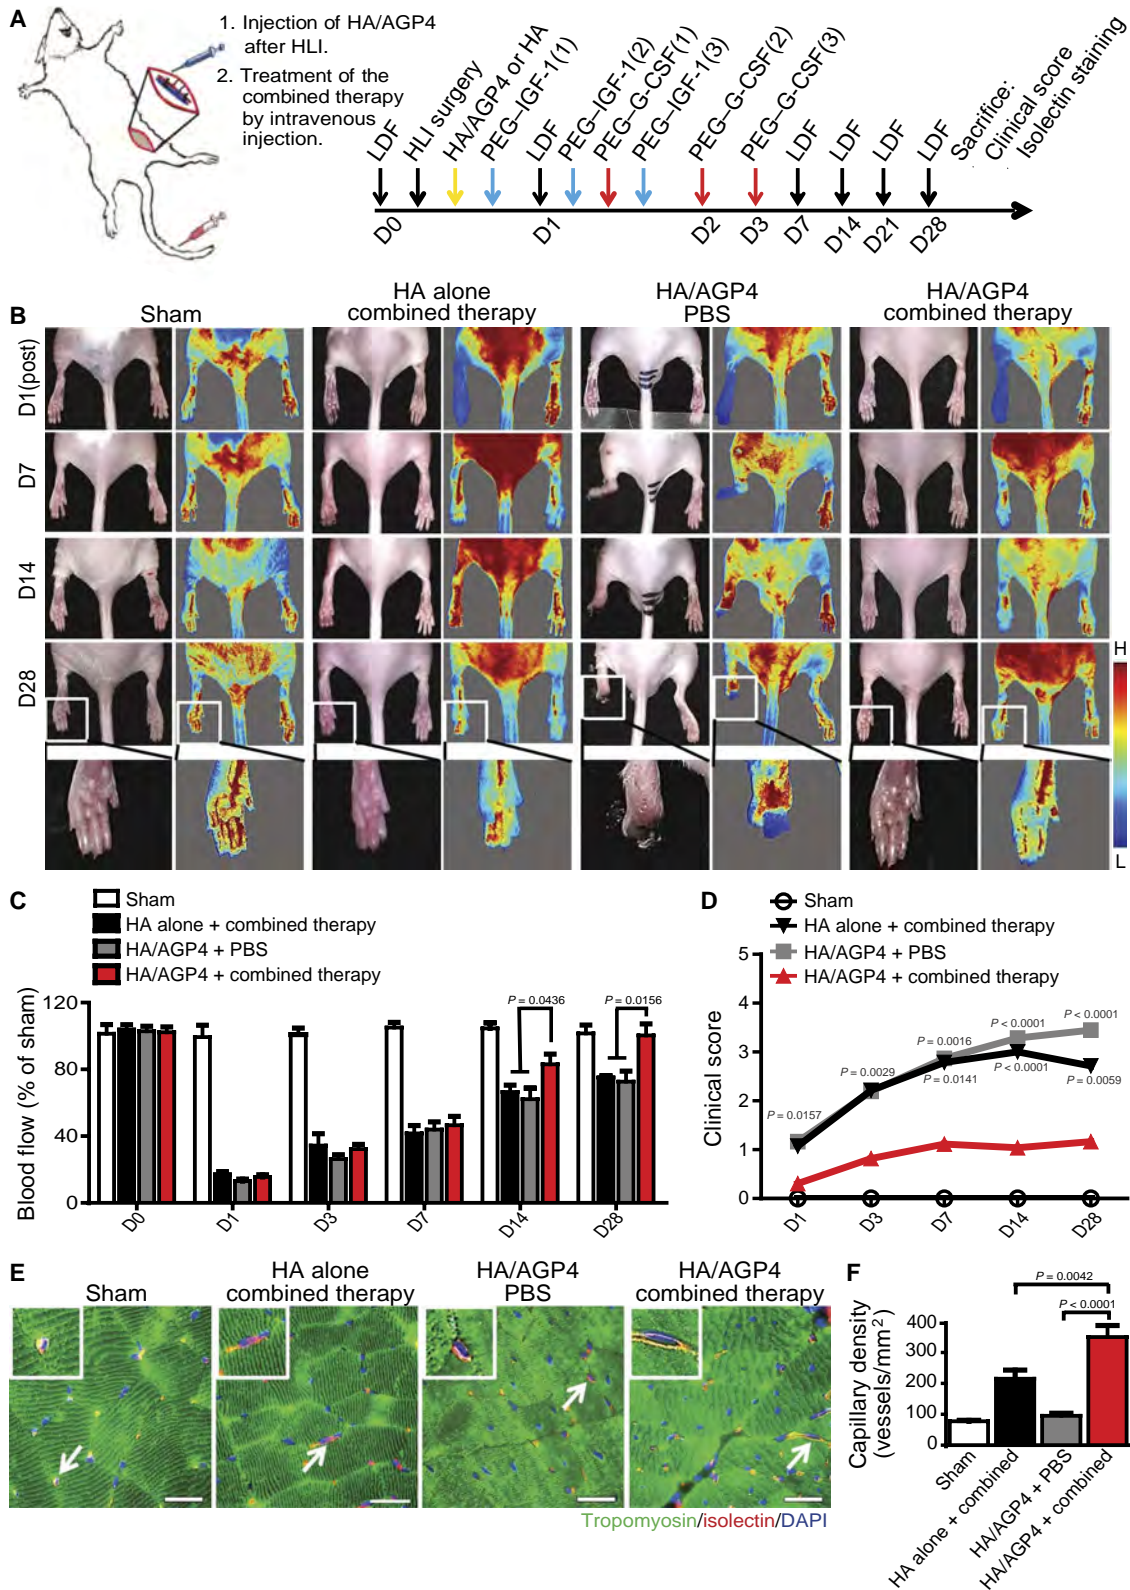 A
1. Injection of HA/AGP4
after HLI.
2. Treatment of the
combined therapy
by intravenous
injection.
LDF
HLI surgery
HA/AGP4 or HA
PEG–IGF-1(1)
LDF
PEG–IGF-1(2)
PEG–G-CSF(1)
PEG–IGF-1(3)
PEG–G-CSF(2)
PEG–G-CSF(3)
LDF
LDF
LDF
LDF
Sacrifice:
Clinical score
Isolectin staining
D0
D1
D2
D3
D7
D14
D21
D28
B
Sham
HA alone
combined therapy
HA/AGP4
PBS
HA/AGP4
combined therapy
D1(post)
D7
D14
D28
H
L
C
Sham
HA alone + combined therapy
HA/AGP4 + PBS
HA/AGP4 + combined therapy
Blood flow (% of sham)
120
80
40
0
P = 0.0436
P = 0.0156
D0
D1
D3
D7
D14
D28
D
Sham
HA alone + combined therapy
HA/AGP4 + PBS
HA/AGP4 + combined therapy
Clinical score
5
4
3
2
1
0
P = 0.0157
P = 0.0029
P = 0.0016
P = 0.0141
P < 0.0001
P < 0.0001
P < 0.0001
P = 0.0059
D1
D3
D7
D14
D28
E
Sham
HA alone
combined therapy
HA/AGP4
PBS
HA/AGP4
combined therapy
Tropomyosin/isolectin/DAPI
F
Capillary density
(vessels/mm2)
400
300
200
100
0
P = 0.0042
P < 0.0001
Sham
HA alone + combined
HA/AGP4 + PBS
HA/AGP4 + combined